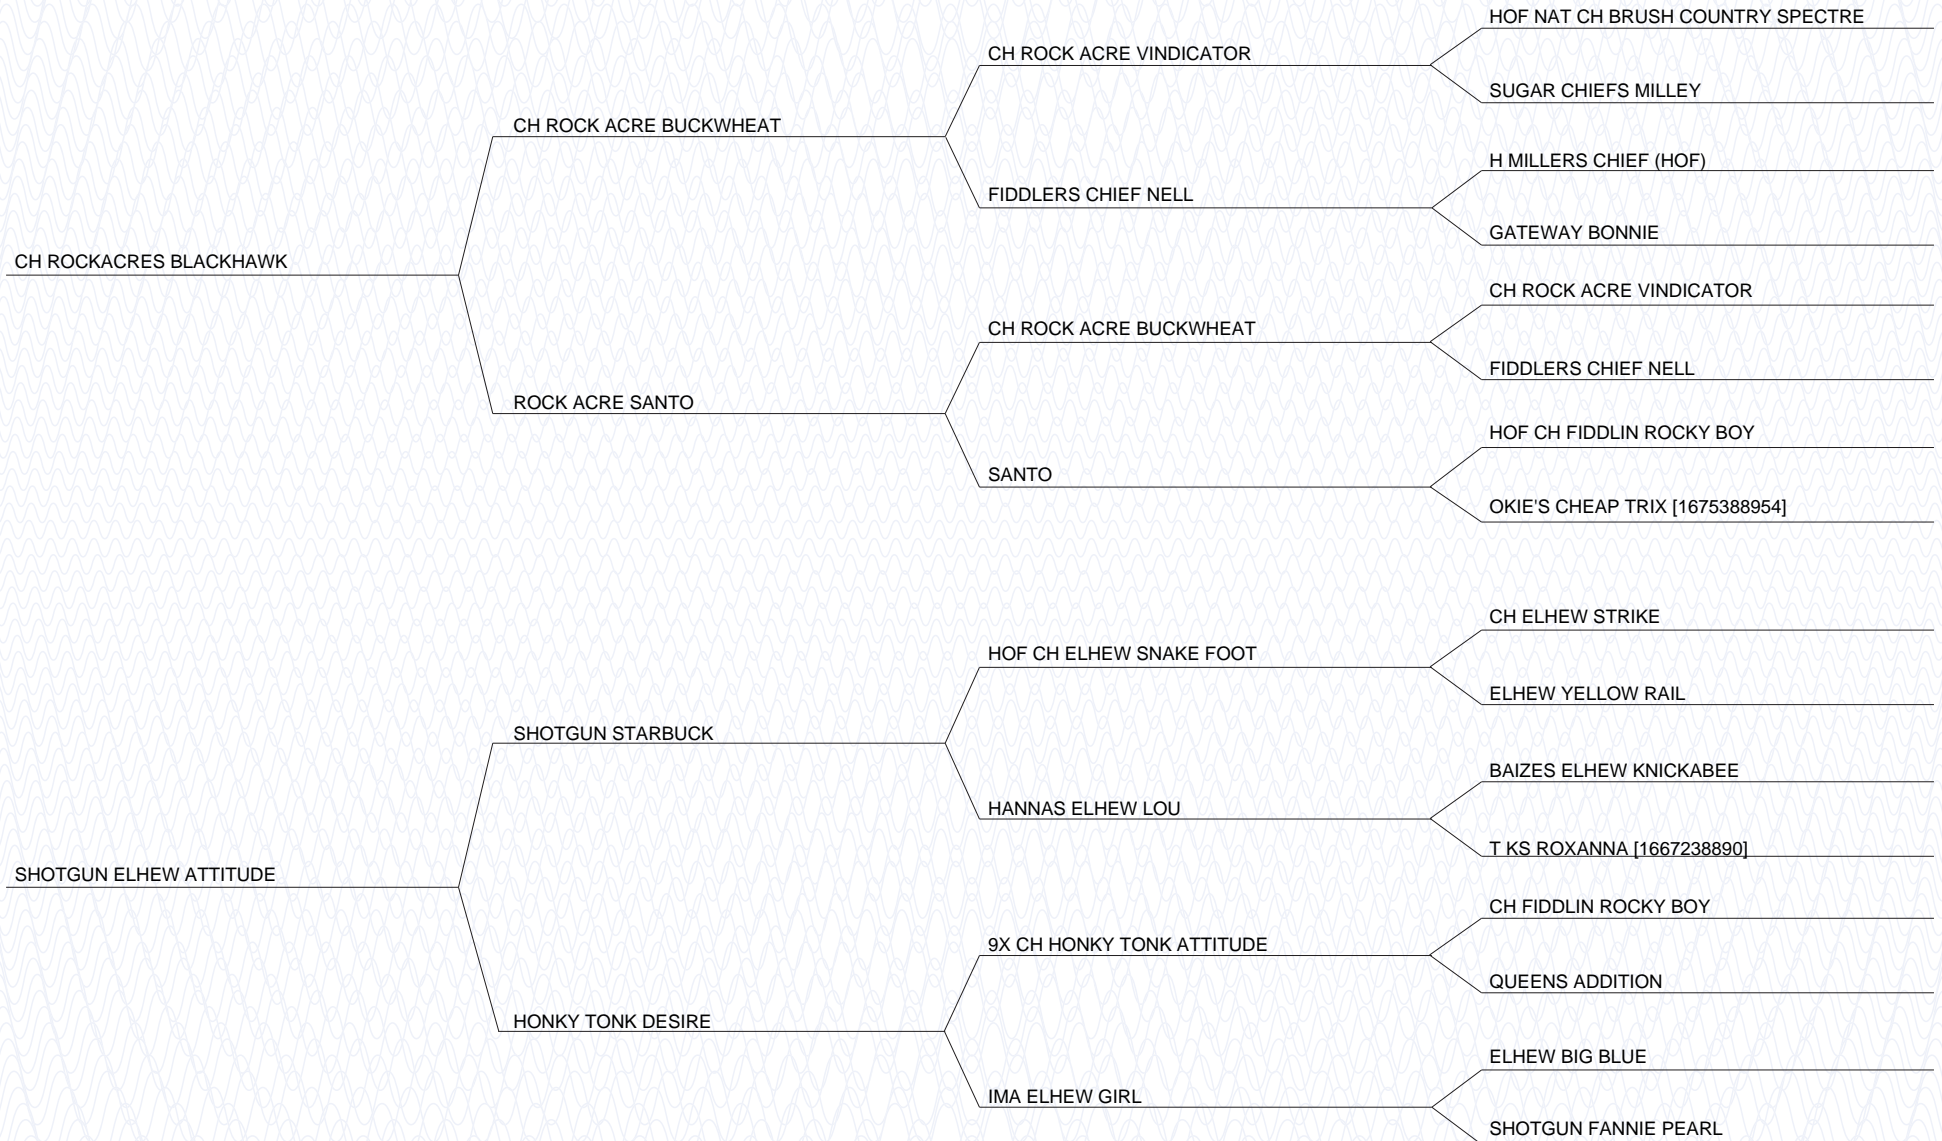 HOF NAT CH BRUSH COUNTRY SPECTRE
CH ROCK ACRE VINDICATOR
SUGAR CHIEFS MILLEY
CH ROCK ACRE BUCKWHEAT
H MILLERS CHIEF (HOF)
FIDDLERS CHIEF NELL
GATEWAY BONNIE
CH ROCKACRES BLACKHAWK
CH ROCK ACRE VINDICATOR
CH ROCK ACRE BUCKWHEAT
FIDDLERS CHIEF NELL
ROCK ACRE SANTO
HOF CH FIDDLIN ROCKY BOY
SANTO
OKIE'S CHEAP TRIX [1675388954]
CH ELHEW STRIKE
HOF CH ELHEW SNAKE FOOT
ELHEW YELLOW RAIL
SHOTGUN STARBUCK
BAIZES ELHEW KNICKABEE
HANNAS ELHEW LOU
T KS ROXANNA [1667238890]
SHOTGUN ELHEW ATTITUDE
CH FIDDLIN ROCKY BOY
9X CH HONKY TONK ATTITUDE
QUEENS ADDITION
HONKY TONK DESIRE
ELHEW BIG BLUE
IMA ELHEW GIRL
SHOTGUN FANNIE PEARL